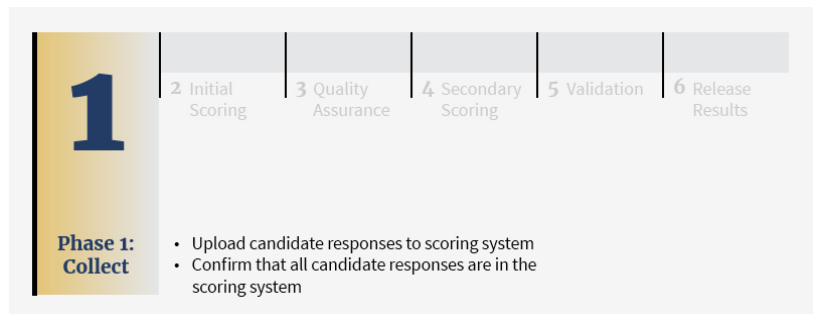 1
2 Initial
Scoring
3 Quality
Assurance
4 Secondary
Scoring
5 Validation
6 Release
Results
Phase 1:
Collect
• Upload candidate responses to scoring system
• Confirm that all candidate responses are in the
scoring system